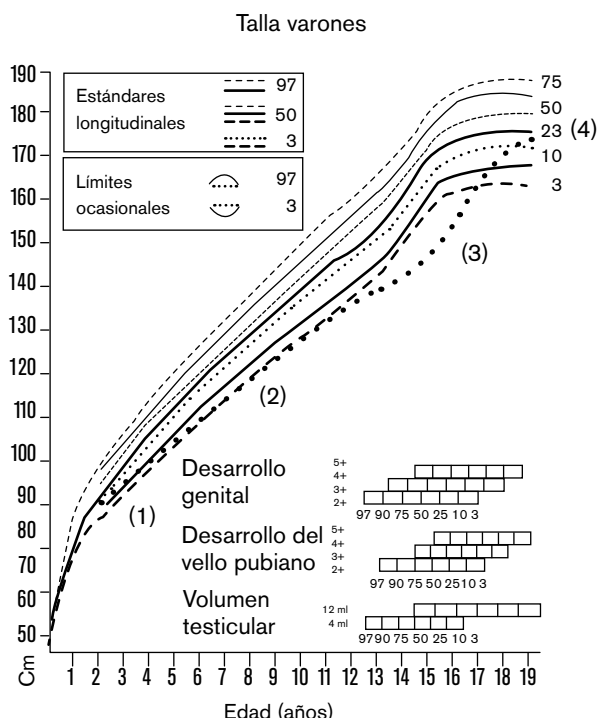 Talla varones
190
180
170
160
150
140
130
120
110
100
90
80
70
60
50
Cm
Estándares
longitudinales
97
50
3
Límites
ocasionales
97
3
75
50
23
10
3
(4)
(3)
(2)
(1)
Desarrollo
genital
5+
4+
3+
2+
97 90 75 50 25 10 3
Desarrollo del
vello pubiano
5+
4+
3+
2+
97 90 75 50 25 10 3
Volumen
testicular
12 ml
4 ml
97 90 75 50 25 10 3
1 2 3 4 5 6 7 8 9 10 11 12 13 14 15 16 17 18 19
Edad (años)